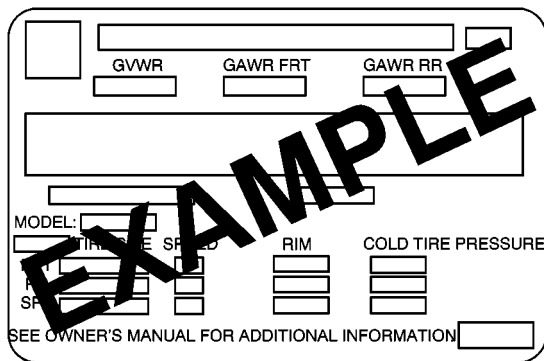 GVWR GAWR FRT GAWR RR
EXAMPLE
MODEL:
RIM COLD TIRE PRESSURE
SEE OWNER'S MANUAL FOR ADDITIONAL INFORMATION